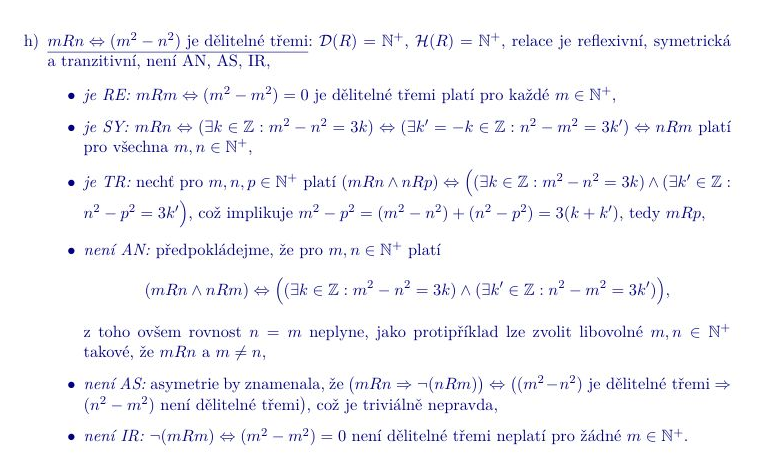 h) mRn ⇔ (m² − n²) je dělitelné třemi: 𝒟(R) = ℕ⁺, ℋ(R) = ℕ⁺, relace je reflexivní, symetrická
a tranzitivní, není AN, AS, IR,
• je RE: mRm ⇔ (m² − m²) = 0 je dělitelné třemi platí pro každé m ∈ ℕ⁺,
• je SY: mRn ⇔ (∃k ∈ ℤ : m² − n² = 3k) ⇔ (∃k′ = −k ∈ ℤ : n² − m² = 3k′) ⇔ nRm platí
pro všechna m, n ∈ ℕ⁺,
• je TR: nechť pro m, n, p ∈ ℕ⁺ platí (mRn ∧ nRp) ⇔ ((∃k ∈ ℤ : m² − n² = 3k) ∧ (∃k′ ∈ ℤ :
n² − p² = 3k′), což implikuje m² − p² = (m² − n²) + (n² − p²) = 3(k + k′), tedy mRp,
• není AN: předpokládejme, že pro m, n ∈ ℕ⁺ platí
(mRn ∧ nRm) ⇔ ((∃k ∈ ℤ : m² − n² = 3k) ∧ (∃k′ ∈ ℤ : n² − m² = 3k′)),
z toho ovšem rovnost n = m neplyne, jako protipříklad lze zvolit libovolné m, n ∈ ℕ⁺
takové, že mRn a m ≠ n,
• není AS: asymetrie by znamenala, že (mRn ⇒ ¬(nRm)) ⇔ ((m²−n²) je dělitelné třemi ⇒
(n² − m²) není dělitelné třemi), což je triviálně nepravda,
• není IR: ¬(mRm) ⇔ (m² − m²) = 0 není dělitelné třemi neplatí pro žádné m ∈ ℕ⁺.